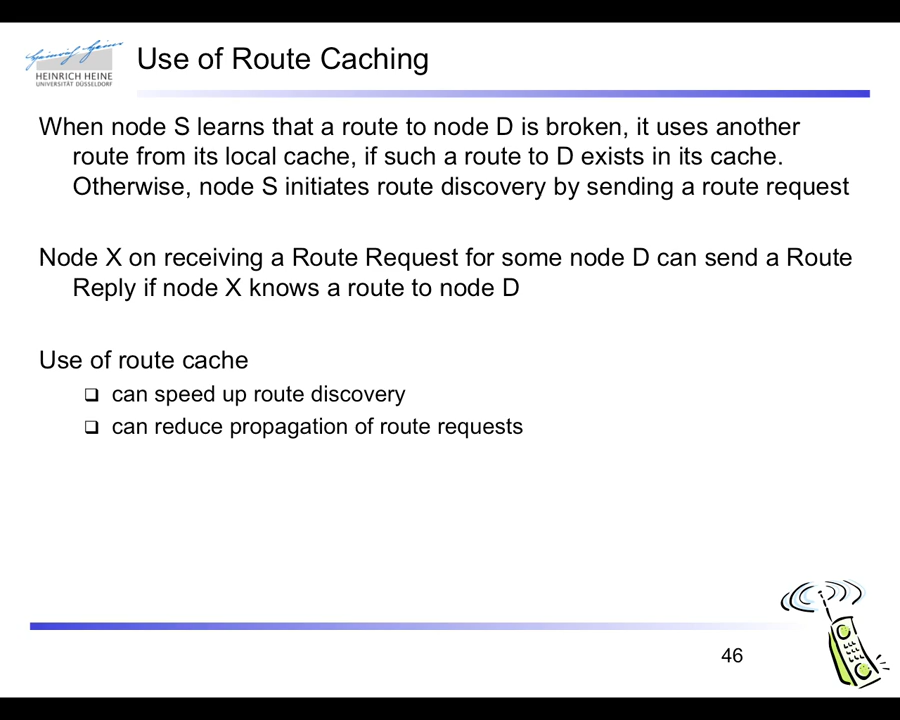 HEINRICH HEINE
UNIVERSITÄT DÜSSELDORF
Use of Route Caching
When node S learns that a route to node D is broken, it uses another
route from its local cache, if such a route to D exists in its cache.
Otherwise, node S initiates route discovery by sending a route request
Node X on receiving a Route Request for some node D can send a Route
Reply if node X knows a route to node D
Use of route cache
can speed up route discovery
can reduce propagation of route requests
46